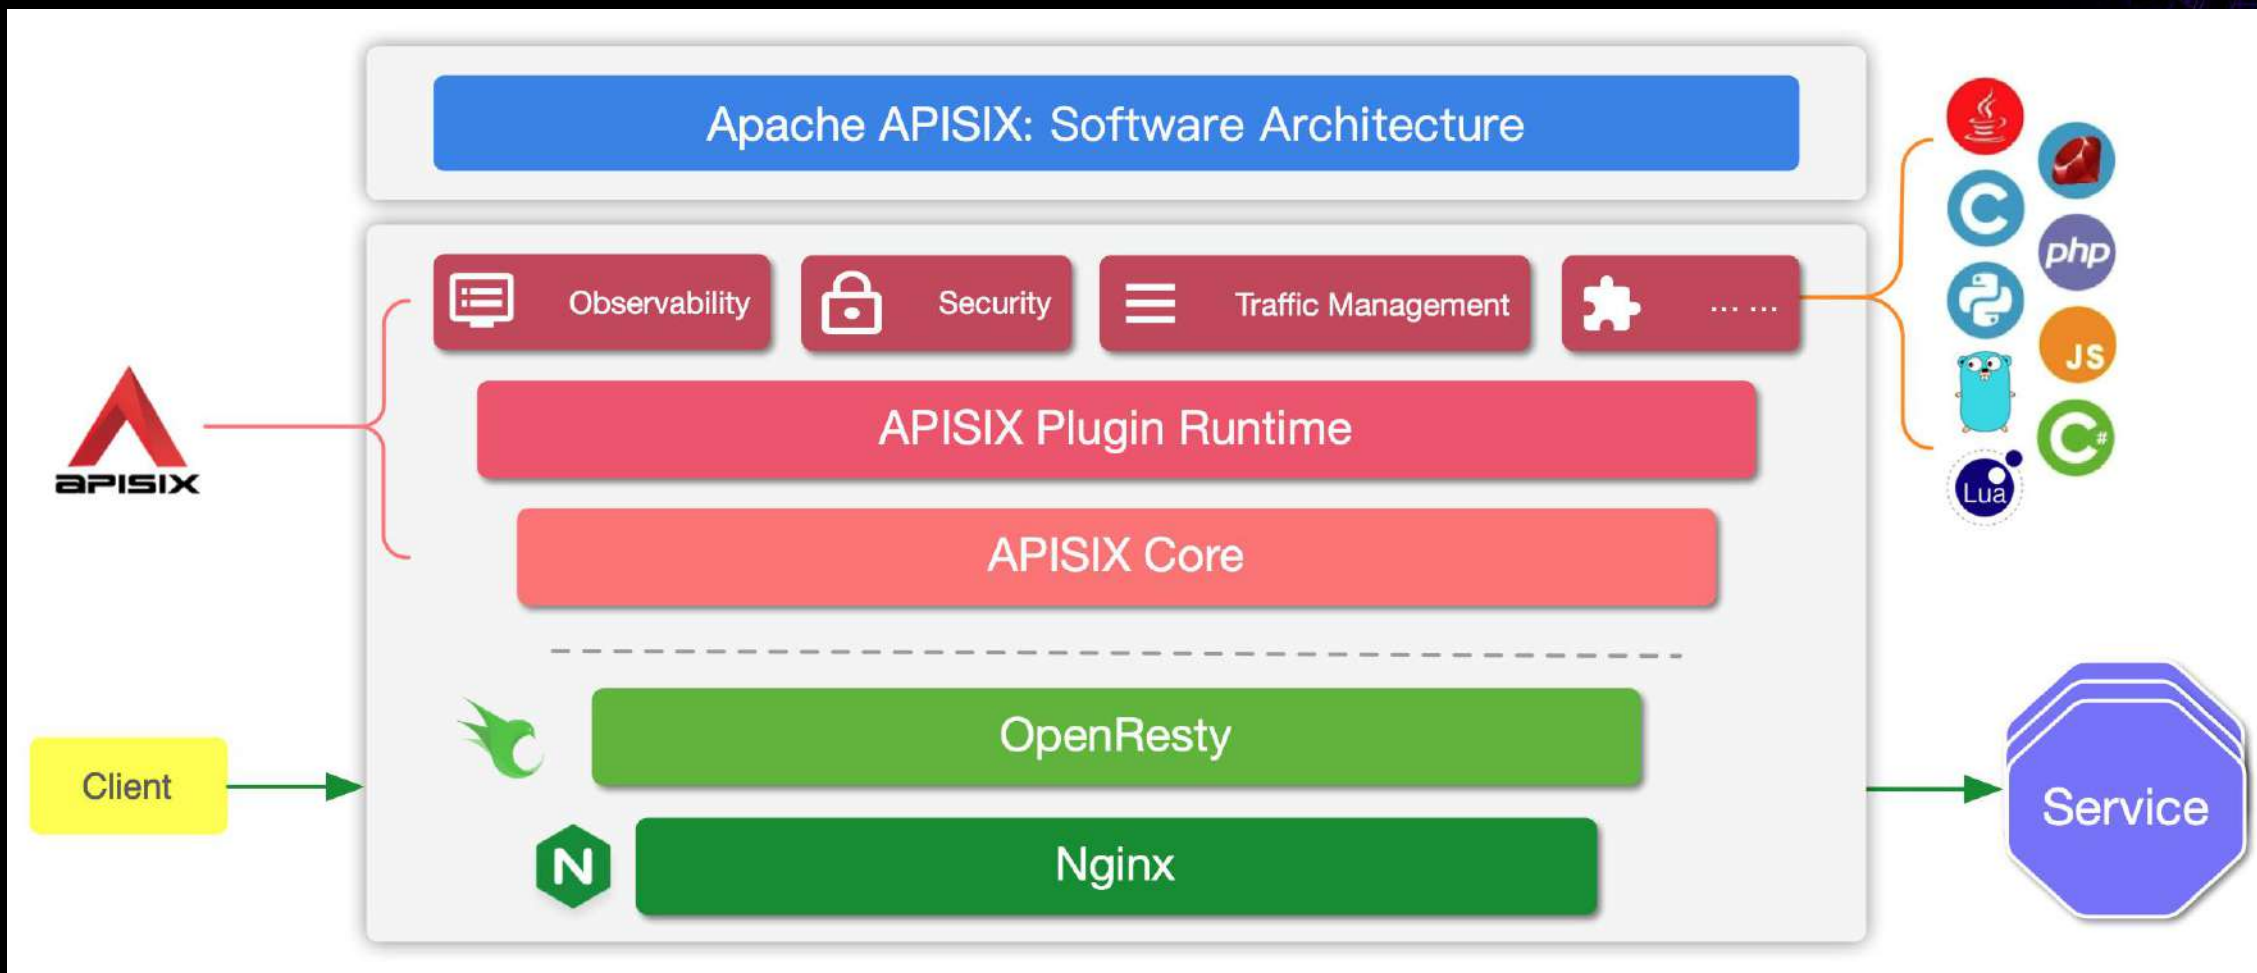 Apache APISIX: Software Architecture
Observability
Security
Traffic Management
... ...
APISIX Plugin Runtime
APISIX Core
OpenResty
Nginx
N
APISIX
Client
Service
C
php
JS
C#
Lua